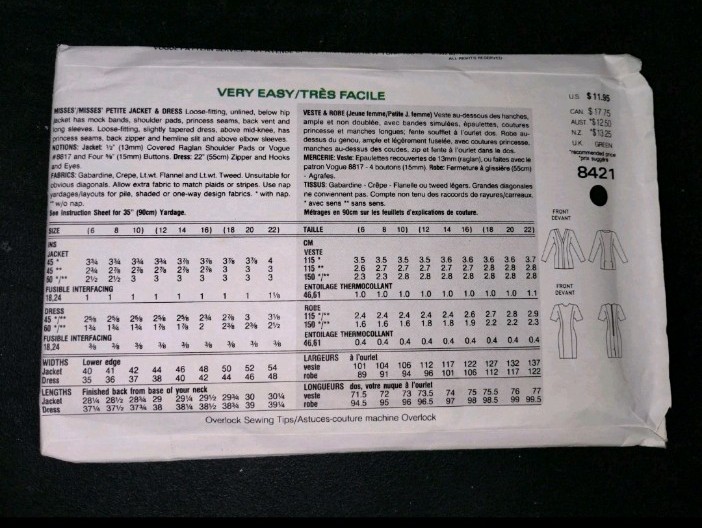 ALL RIGHTS RESERVED
VERY EASY/TRÈS FACILE
MISSES'/MISSES' PETITE JACKET & DRESS Loose-fitting, unlined, below hip
jacket has mock bands, shoulder pads, princess seams, back vent and
long sleeves. Loose-fitting, slightly tapered dress, above mid-knee, has
princess seams, back zipper and hemline slit and above elbow sleeves.
NOTIONS: Jacket: ½" (13mm) Covered Raglan Shoulder Pads or Vogue
#8817 and Four ⅝" (15mm) Buttons. Dress: 22" (55cm) Zipper and Hooks
and Eyes.
FABRICS: Gabardine, Crepe, Lt.wt. Flannel and Lt.wt. Tweed. Unsuitable for
obvious diagonals. Allow extra fabric to match plaids or stripes. Use nap
yardages/layouts for pile, shaded or one-way design fabrics. * with nap.
** w/o nap.
See Instruction Sheet for 35" (90cm) Yardage.
SIZE (6 8 10) (12 14 16) (18 20 22)
INS
JACKET
45 * 3¾ 3¾ 3¾ 3¾ 3⅞ 3⅞ 3⅞ 3⅞ 4
45 ** 2¾ 2⅞ 2⅞ 2⅞ 2⅞ 2⅞ 3 3 3
60 */** 2½ 2½ 3 3 3 3 3 3 3
FUSIBLE INTERFACING
18,24 1 1 1 1 1 1 1 1 1⅛
DRESS
45 */** 2⅝ 2⅝ 2⅝ 2⅝ 2⅝ 2¾ 2⅞ 3 3⅛
60 */** 1¾ 1¾ 1¾ 1⅞ 1⅞ 2 2⅜ 2⅜ 2½
FUSIBLE INTERFACING
18,24 ⅜ ⅜ ⅜ ⅜ ⅜ ⅜ ⅜ ⅜ ⅜
WIDTHS Lower edge
Jacket 40 41 42 44 46 48 50 52 54
Dress 35 36 37 38 40 42 44 46 48
LENGTHS Finished back from base of your neck
Jacket 28¼ 28½ 28¾ 29 29¼ 29½ 29¾ 30 30¼
Dress 37¼ 37½ 37¾ 38 38¼ 38½ 38¾ 39 39¼
VESTE & ROBE (Jeune femme/Petite J. femme) Veste au-dessous des hanches,
ample et non doublée, avec bandes simulées, épaulettes, coutures
princesse et manches longues; fente soufflet à l'ourlet dos. Robe au-
dessus du genou, ample et légèrement fuselée, avec coutures princesse,
manches au-dessus des coudes, zip et fente à l'ourlet dans le dos.
MERCERIE: Veste: Epaulettes recouvertes de 13mm (raglan), ou faites avec le
patron Vogue 8817 - 4 boutons (15mm). Robe: Fermeture à glissière (55cm)
- Agrafes.
TISSUS: Gabardine - Crêpe - Flanelle ou tweed légers. Grandes diagonales
ne conviennent pas. Compte non tenu des raccords de rayures/carreaux.
* avec sens ** sans sens.
Métrages en 90cm sur les feuillets d'explications de couture.
TAILLE (6 8 10) (12 14 16) (18 20 22)
CM
VESTE
115 * 3.5 3.5 3.5 3.5 3.6 3.6 3.6 3.6 3.7
115 ** 2.6 2.7 2.7 2.7 2.7 2.7 2.8 2.8 2.8
150 */** 2.3 2.3 2.8 2.8 2.8 2.8 2.8 2.8 2.8
ENTOILAGE THERMOCOLLANT
46,61 1.0 1.0 1.0 1.0 1.0 1.0 1.0 1.0 1.1
ROBE
115 */** 2.4 2.4 2.4 2.4 2.4 2.6 2.7 2.8 2.9
150 */** 1.6 1.6 1.6 1.8 1.8 1.9 2.2 2.2 2.3
ENTOILAGE THERMOCOLLANT
46,61 0.4 0.4 0.4 0.4 0.4 0.4 0.4 0.4 0.4
LARGEURS à l'ourlet
veste 101 104 106 112 117 122 127 132 137
robe 89 91 94 96 101 106 112 117 122
LONGUEURS dos, votre nuque à l'ourlet
veste 71.5 72 73 73.5 74 75 75.5 76 77
robe 94.5 95 96 96.5 97 98 98.5 99 99.5
Overlock Sewing Tips/Astuces-couture machine Overlock
U.S. $11.95
CAN $17.75
AUST *$12.50
N.Z. *$13.25
U.K. GREEN
*recommended price
*prix suggéré
8421
FRONT
DEVANT
FRONT
DEVANT